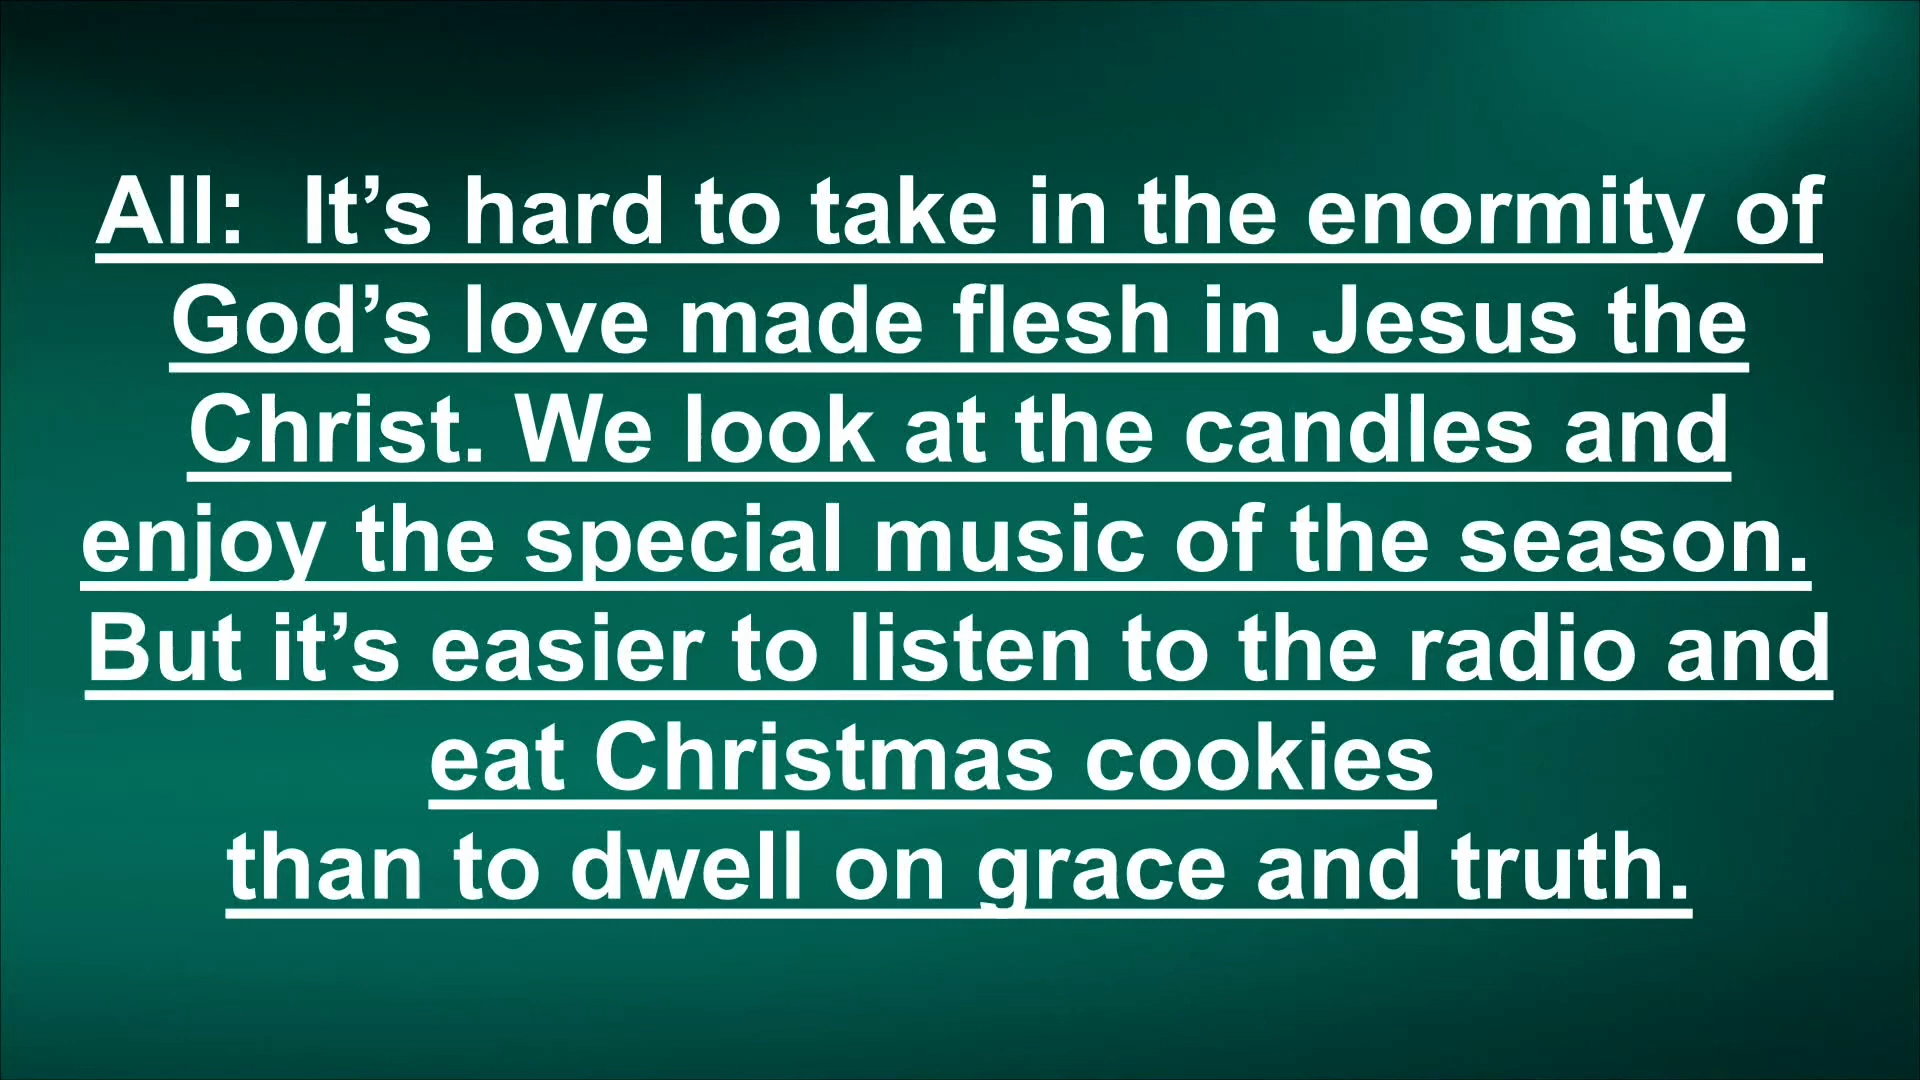 All:  It’s hard to take in the enormity of
God’s love made flesh in Jesus the
Christ. We look at the candles and
enjoy the special music of the season.
But it’s easier to listen to the radio and
eat Christmas cookies
than to dwell on grace and truth.